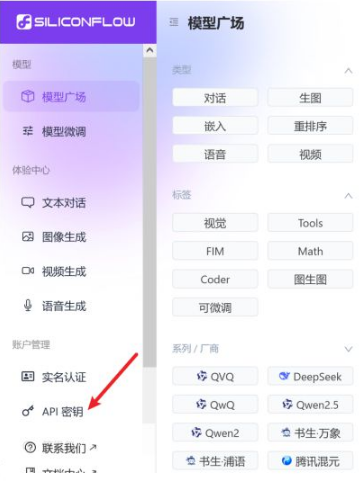 SILICONFLOW
模型
模型广场
模型微调
体验中心
文本对话
图像生成
视频生成
语音生成
账户管理
实名认证
API 密钥
联系我们
文档中心
模型广场
类型
对话 生图
嵌入 重排序
语音 视频
标签
视觉 Tools
FIM Math
Coder 图生图
可微调
系列 / 厂商
QVQ DeepSeek
QwQ Qwen2.5
Qwen2 书生·万象
书生·浦语 腾讯混元